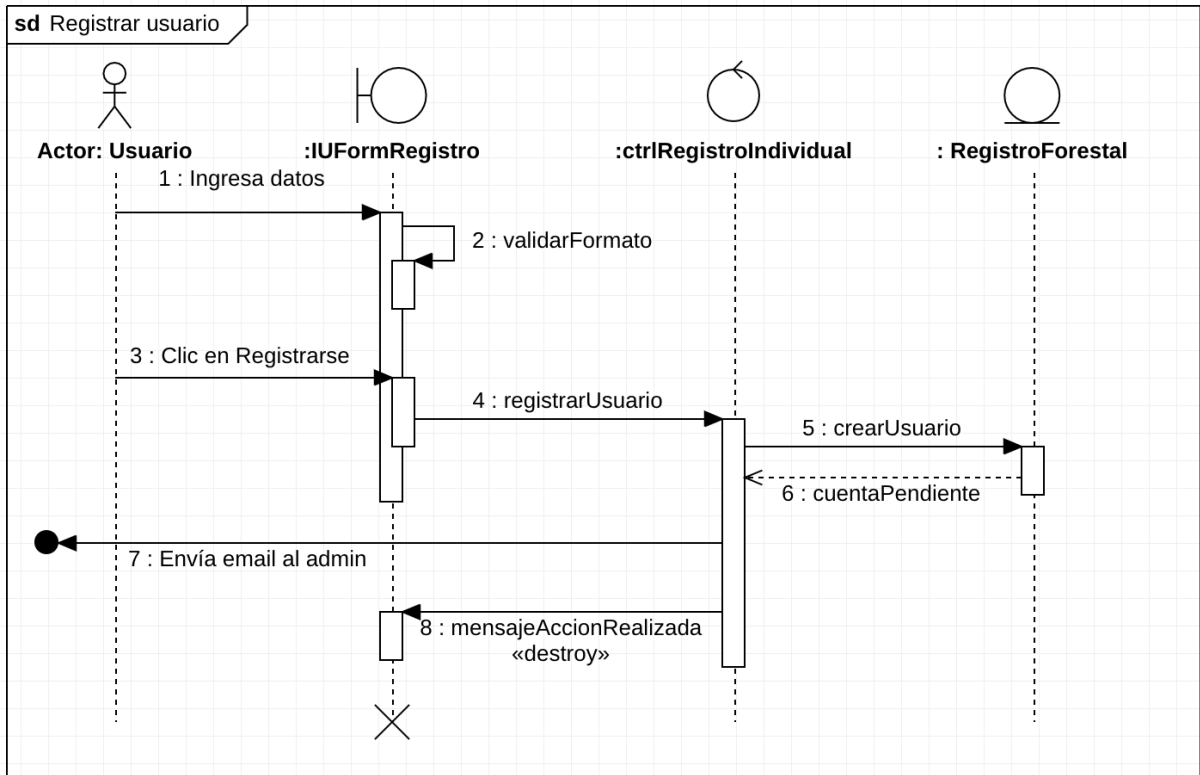 sd Registrar usuario
Actor: Usuario
:IUFormRegistro
:ctrlRegistroIndividual
: RegistroForestal
1 : Ingresa datos
2 : validarFormato
3 : Clic en Registrarse
4 : registrarUsuario
5 : crearUsuario
6 : cuentaPendiente
7 : Envía email al admin
8 : mensajeAccionRealizada
«destroy»